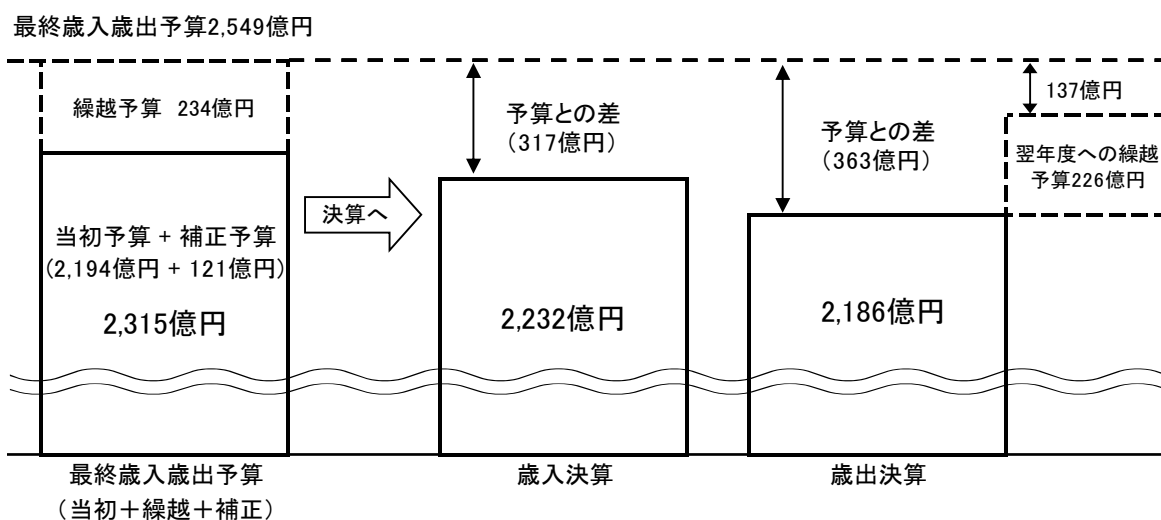 最終歳入歳出予算2,549億円
繰越予算 234億円
当初予算 + 補正予算
(2,194億円 + 121億円)
2,315億円
決算へ
予算との差
(317億円)
2,232億円
予算との差
(363億円)
2,186億円
137億円
翌年度への繰越
予算226億円
最終歳入歳出予算
(当初+繰越+補正)
歳入決算
歳出決算